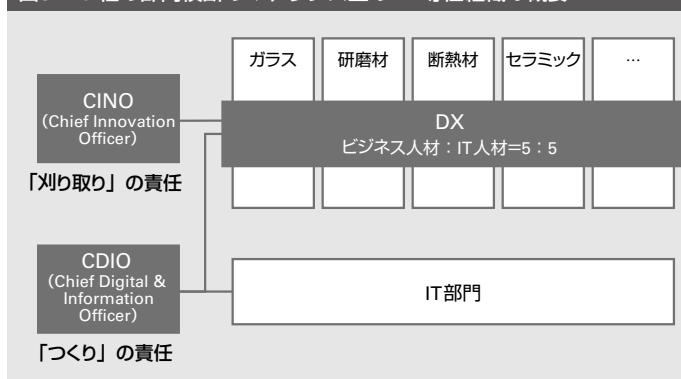 ガラス
研磨材
断熱材
セラミック
…
CINO
(Chief Innovation
Officer)
「刈り取り」の責任
DX
ビジネス人材：IT人材=5：5
CDIO
(Chief Digital &
Information
Officer)
「つくり」の責任
IT部門